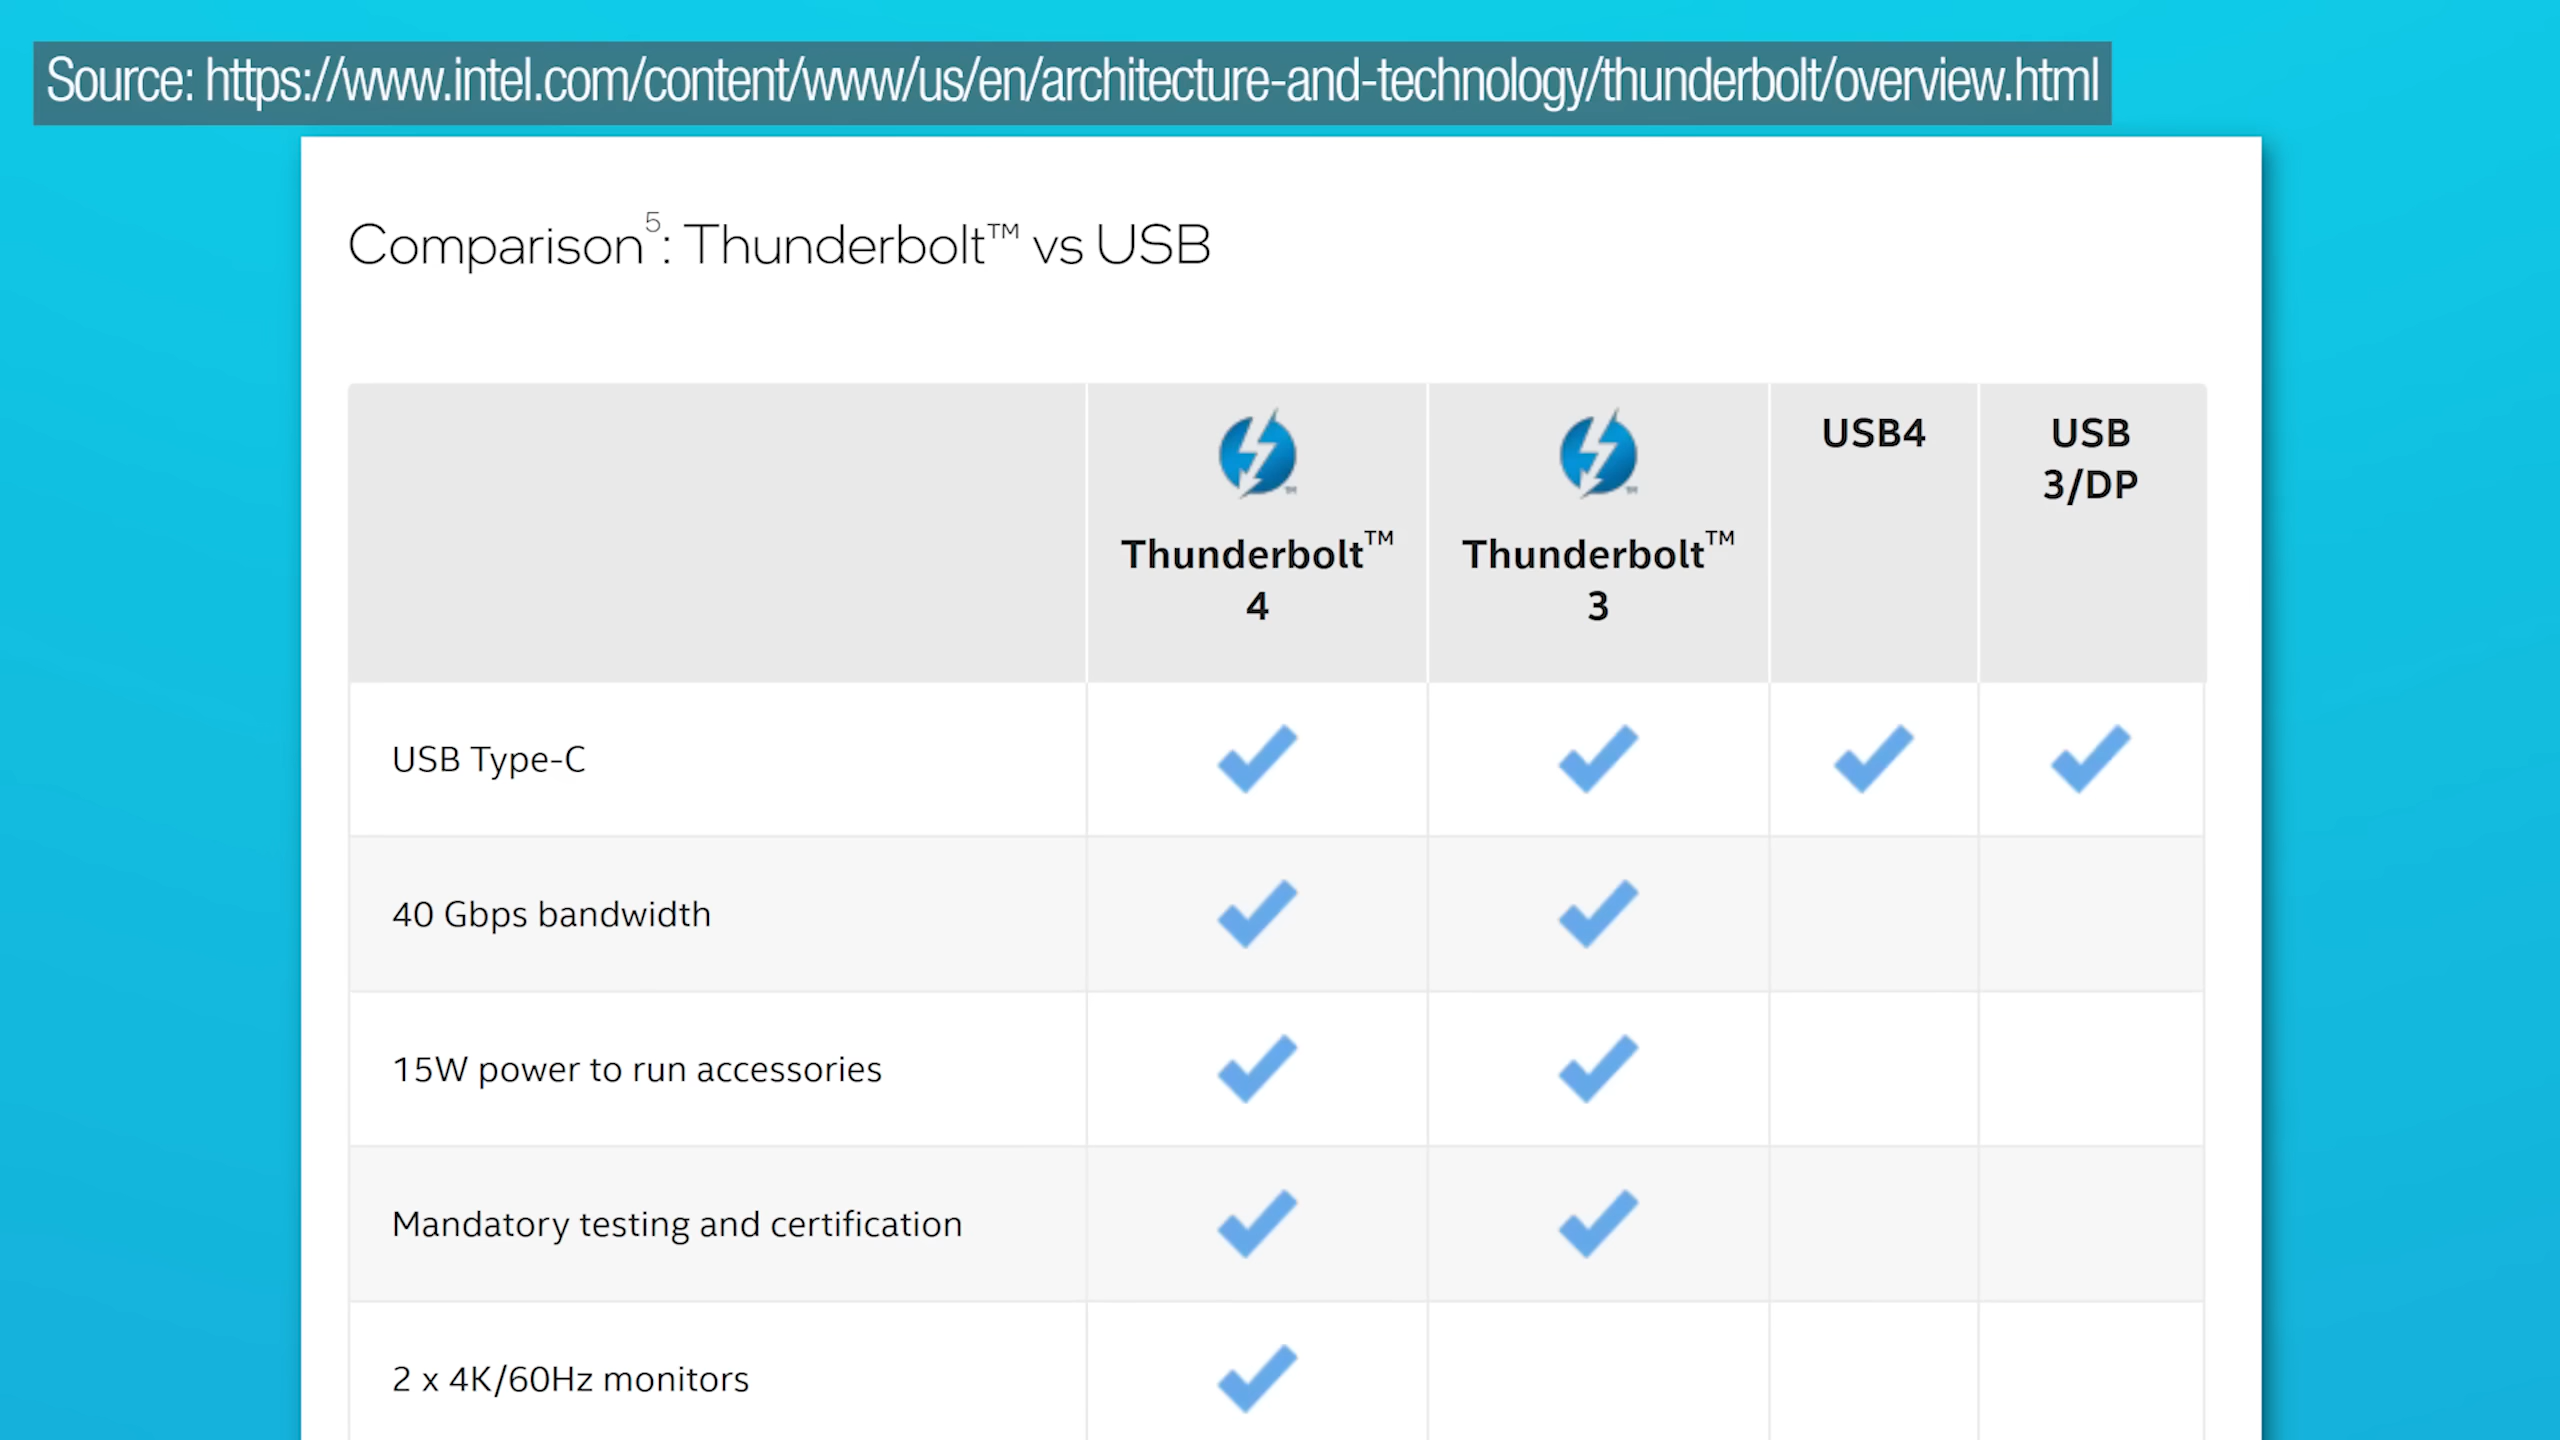 Source: https://www.intel.com/content/www/us/en/architecture-and-technology/thunderbolt/overview.html
Comparison5: Thunderbolt™ vs USB
Thunderbolt™ 4
Thunderbolt™ 3
USB4
USB 3/DP
USB Type-C
40 Gbps bandwidth
15W power to run accessories
Mandatory testing and certification
2 x 4K/60Hz monitors